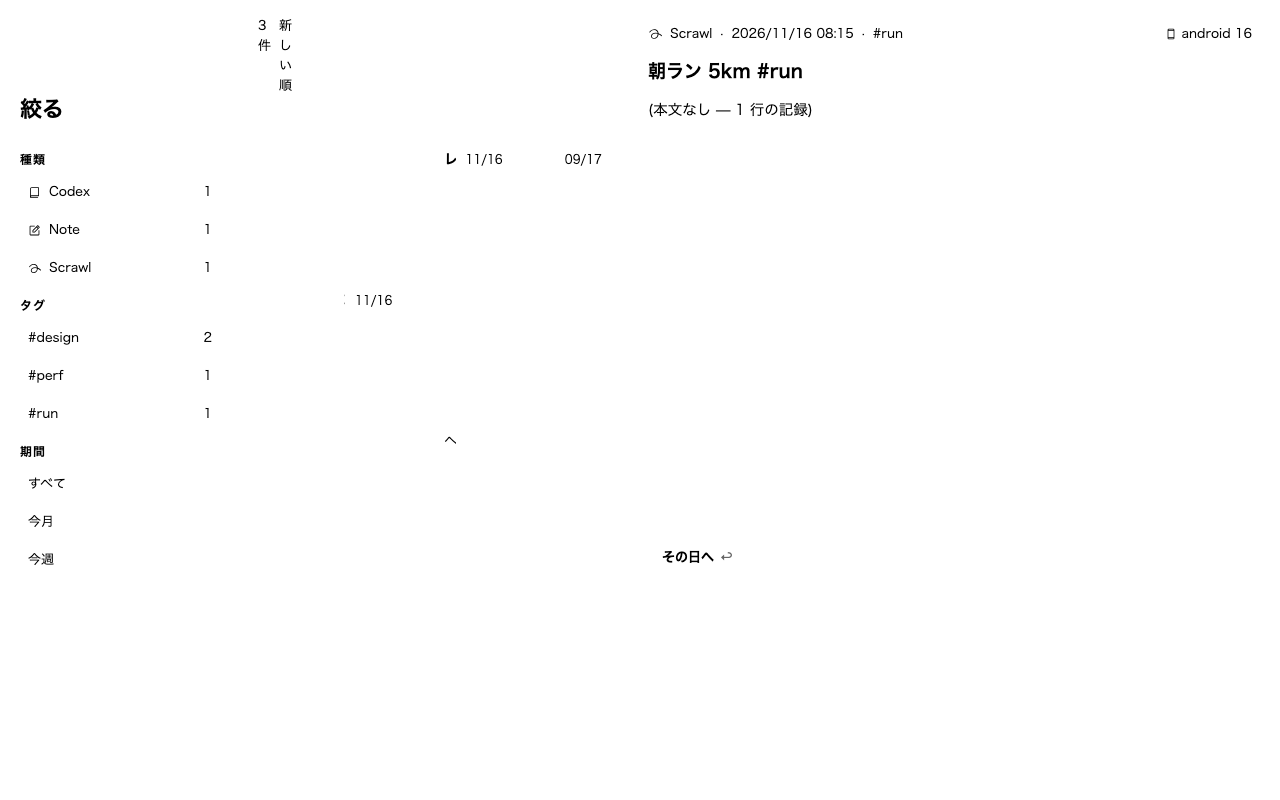 3件 新しい順
絞る
種類
Codex 1
Note 1
Scrawl 1
タグ
#design 2
#perf 1
#run 1
期間
すべて
今月
今週
レ 11/16 09/17
11/16
へ
Scrawl · 2026/11/16 08:15 · #run
android 16
朝ラン 5km #run
(本文なし — 1 行の記録)
その日へ ↩